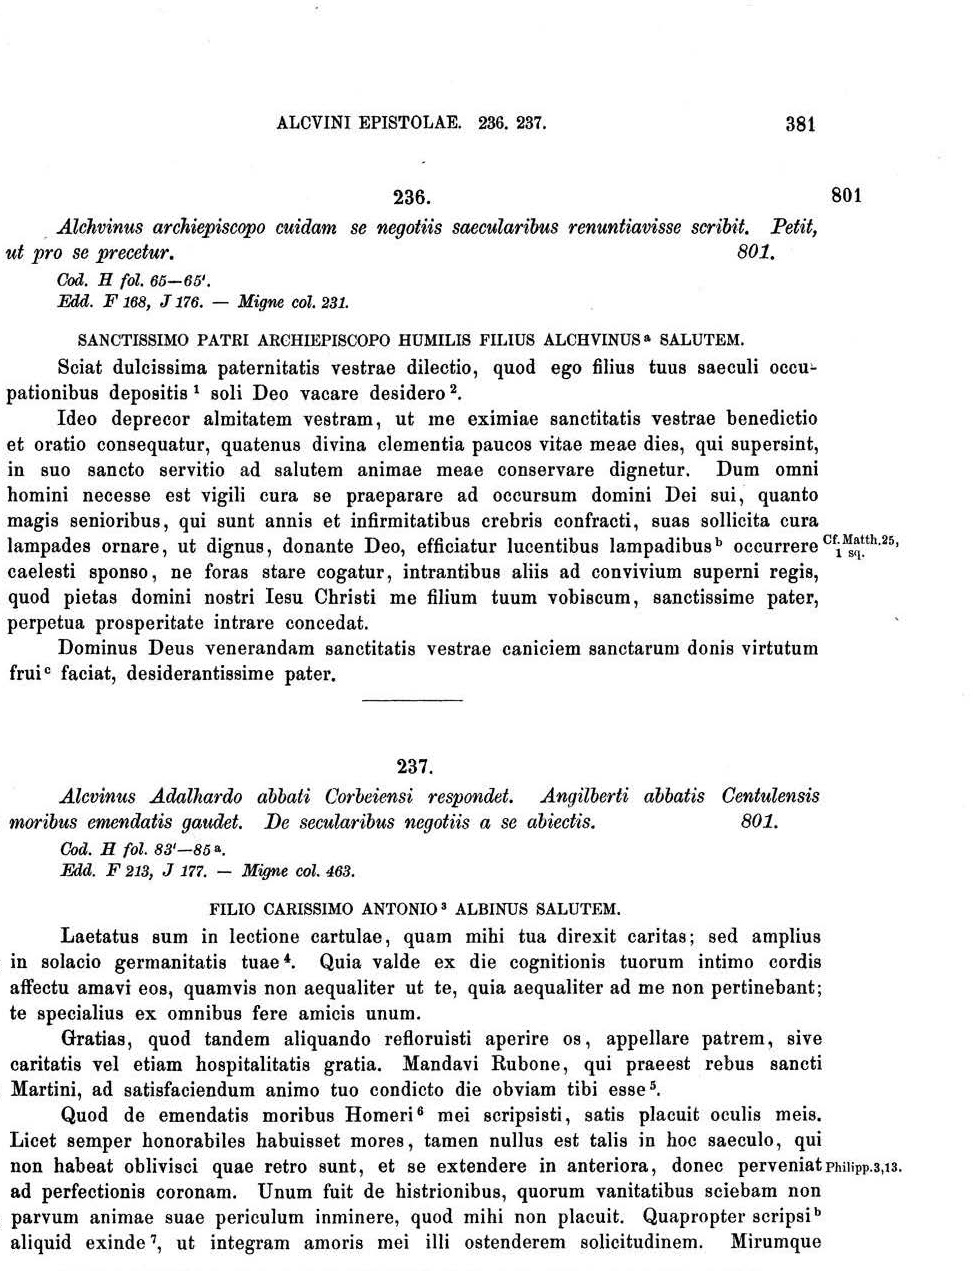 ALCVINI EPISTOLAE. 236. 237. 381
236. 801
Alchvinus archiepiscopo cuidam se negotiis saecularibus renuntiavisse scribit. Petit,
ut pro se precetur. 801.
Cod. H fol. 65—65'.
Edd. F 168, J 176. — Migne col. 231.
SANCTISSIMO PATRI ARCHIEPISCOPO HUMILIS FILIUS ALCHVINUS a SALUTEM.
Sciat dulcissima paternitatis vestrae dilectio, quod ego filius tuus saeculi occu-
pationibus depositis 1 soli Deo vacare desidero 2.
Ideo deprecor almitatem vestram, ut me eximiae sanctitatis vestrae benedictio
et oratio consequatur, quatenus divina clementia paucos vitae meae dies, qui supersint,
in suo sancto servitio ad salutem animae meae conservare dignetur. Dum omni
homini necesse est vigili cura se praeparare ad occursum domini Dei sui, quanto
magis senioribus, qui sunt annis et infirmitatibus crebris confracti, suas sollicita cura
lampades ornare, ut dignus, donante Deo, efficiatur lucentibus lampadibus b occurrere Cf. Matth. 25,
1 sq.
caelesti sponso, ne foras stare cogatur, intrantibus aliis ad convivium superni regis,
quod pietas domini nostri Iesu Christi me filium tuum vobiscum, sanctissime pater,
perpetua prosperitate intrare concedat.
Dominus Deus venerandam sanctitatis vestrae caniciem sanctarum donis virtutum
frui c faciat, desiderantissime pater.
237.
Alcvinus Adalhardo abbati Corbeiensi respondet. Angilberti abbatis Centulensis
moribus emendatis gaudet. De secularibus negotiis a se abiectis. 801.
Cod. H fol. 83'—85 a.
Edd. F 213, J 177. — Migne col. 463.
FILIO CARISSIMO ANTONIO 3 ALBINUS SALUTEM.
Laetatus sum in lectione cartulae, quam mihi tua direxit caritas; sed amplius
in solacio germanitatis tuae 4. Quia valde ex die cognitionis tuorum intimo cordis
affectu amavi eos, quamvis non aequaliter ut te, quia aequaliter ad me non pertinebant;
te specialius ex omnibus fere amicis unum.
Gratias, quod tandem aliquando refloruisti aperire os, appellare patrem, sive
caritatis vel etiam hospitalitatis gratia. Mandavi Rubone, qui praeest rebus sancti
Martini, ad satisfaciendum animo tuo condicto die obviam tibi esse 5.
Quod de emendatis moribus Homeri 6 mei scripsisti, satis placuit oculis meis.
Licet semper honorabiles habuisset mores, tamen nullus est talis in hoc saeculo, qui
non habeat oblivisci quae retro sunt, et se extendere in anteriora, donec perveniat Philipp. 3, 13.
ad perfectionis coronam. Unum fuit de histrionibus, quorum vanitatibus sciebam non
parvum animae suae periculum inminere, quod mihi non placuit. Quapropter scripsi b
aliquid exinde 7, ut integram amoris mei illi ostenderem solicitudinem. Mirumque